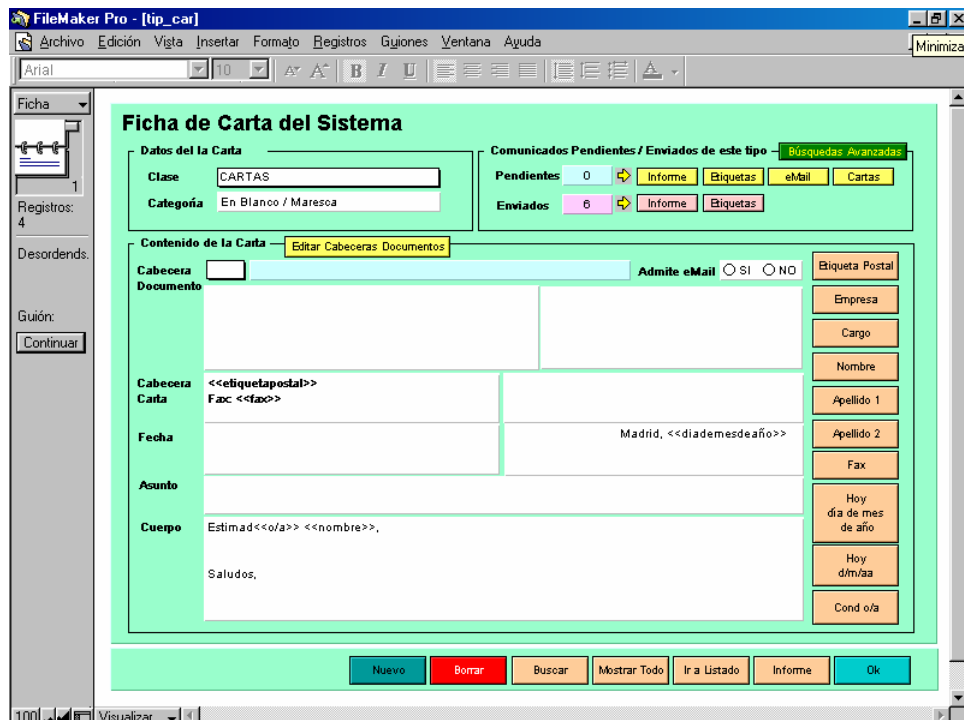 FileMaker Pro - [tip_car]
Archivo Edición Vista Insertar Formato Registros Guiones Ventana Ayuda
Minimiza
Arial 10 B I U
Ficha
1
Registros:
4
Desordends.
Guión:
Continuar
Ficha de Carta del Sistema
Datos del la Carta
Clase CARTAS
Categoría En Blanco / Maresca
Comunicados Pendientes / Enviados de este tipo Búsquedas Avanzadas
Pendientes 0 Informe Etiquetas eMail Cartas
Enviados 6 Informe Etiquetas
Contenido de la Carta Editar Cabeceras Documentos
Cabecera Documento
Admite eMail SI NO
Cabecera Carta
<<etiquetapostal>>
Fax: <<fax>>
Fecha
Madrid, <<diademesdeaño>>
Asunto
Cuerpo
Estimad<<o/a>> <<nombre>>,
Saludos,
Etiqueta Postal
Empresa
Cargo
Nombre
Apellido 1
Apellido 2
Fax
Hoy
día de mes
de año
Hoy
d/m/aa
Cond o/a
Nuevo Borrar Buscar Mostrar Todo Ir a Listado Informe Ok
100 Visualizar